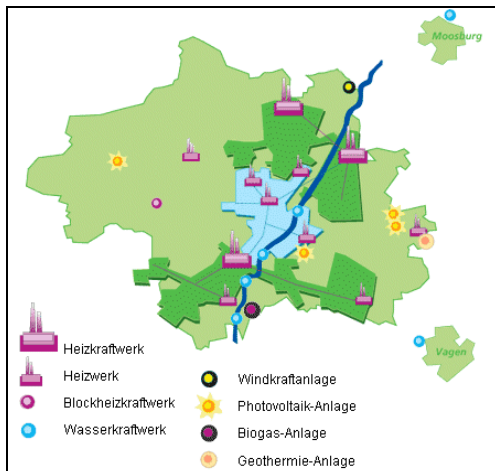 Moosburg
Vagen
Heizkraftwerk
Heizwerk
Blockheizkraftwerk
Wasserkraftwerk
Windkraftanlage
Photovoltaik-Anlage
Biogas-Anlage
Geothermie-Anlage